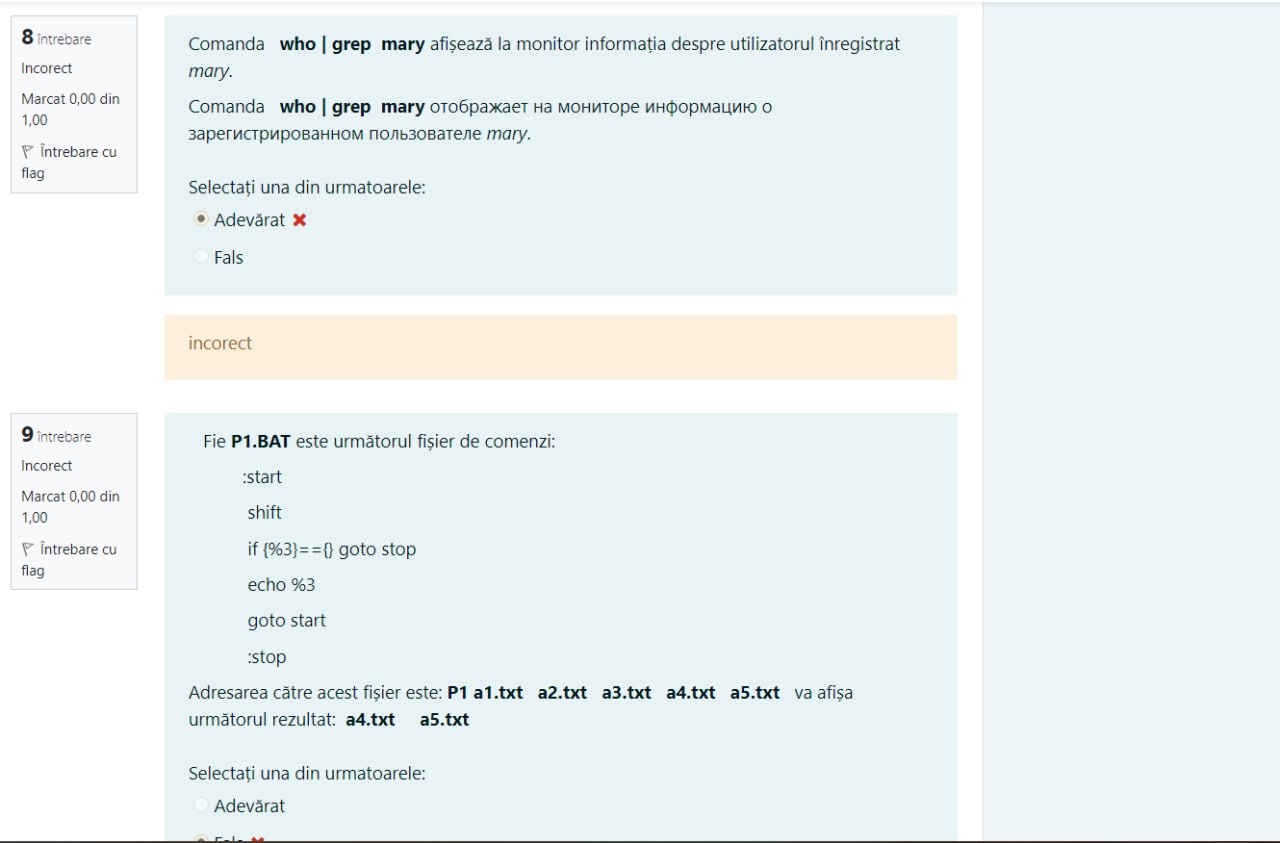 8 întrebare
Incorect
Marcat 0,00 din
1,00
Întrebare cu
flag
Comanda who | grep mary afișează la monitor informația despre utilizatorul înregistrat
mary.
Comanda who | grep mary отображает на мониторе информацию о
зарегистрированном пользователе mary.
Selectați una din urmatoarele:
Adevărat
Fals
incorect
9 întrebare
Incorect
Marcat 0,00 din
1,00
Întrebare cu
flag
Fie P1.BAT este următorul fișier de comenzi:
:start
shift
if {%3}=={} goto stop
echo %3
goto start
:stop
Adresarea către acest fișier este: P1 a1.txt a2.txt a3.txt a4.txt a5.txt va afișa
următorul rezultat: a4.txt a5.txt
Selectați una din urmatoarele:
Adevărat
Fals